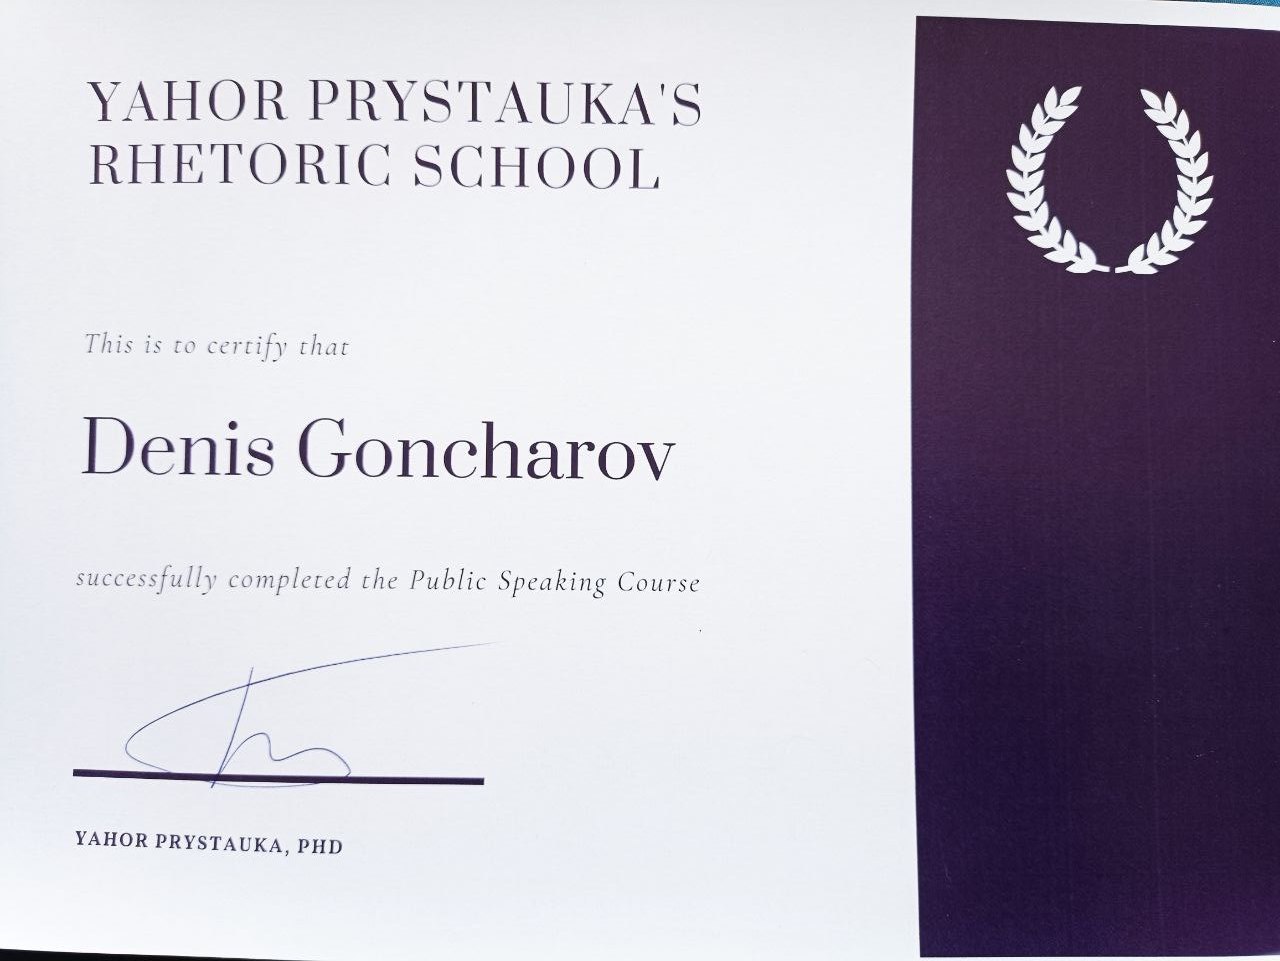 YAHOR PRYSTAUKA'S
RHETORIC SCHOOL
This is to certify that
Denis Goncharov
successfully completed the Public Speaking Course
YAHOR PRYSTAUKA, PHD